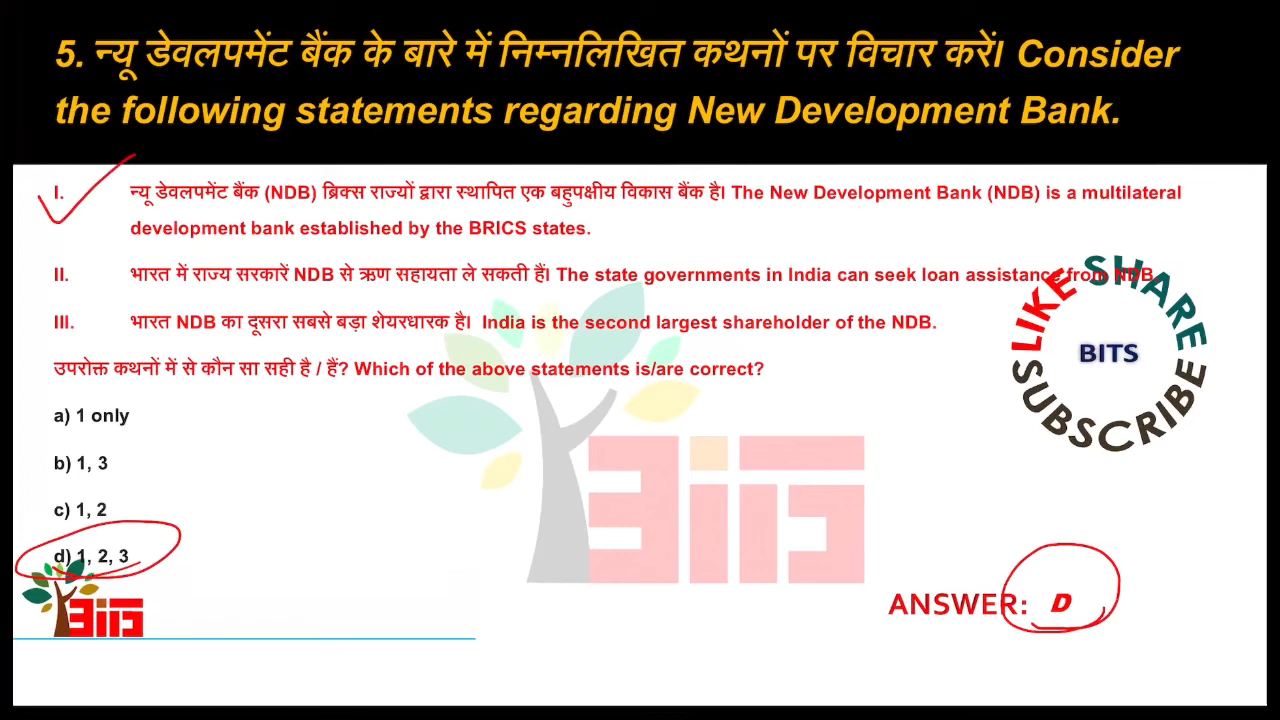 5. न्यू डेवलपमेंट बैंक के बारे में निम्नलिखित कथनों पर विचार करें। Consider
the following statements regarding New Development Bank.
I. न्यू डेवलपमेंट बैंक (NDB) ब्रिक्स राज्यों द्वारा स्थापित एक बहुपक्षीय विकास बैंक है। The New Development Bank (NDB) is a multilateral
development bank established by the BRICS states.
II. भारत में राज्य सरकारें NDB से ऋण सहायता ले सकती हैं। The state governments in India can seek loan assistance from NDB
III. भारत NDB का दूसरा सबसे बड़ा शेयरधारक है। India is the second largest shareholder of the NDB.
उपरोक्त कथनों में से कौन सा सही है / हैं? Which of the above statements is/are correct?
LIKE SHARE SUBSCRIBE
BITS
a) 1 only
b) 1, 3
c) 1, 2
d) 1, 2, 3
ANSWER: D